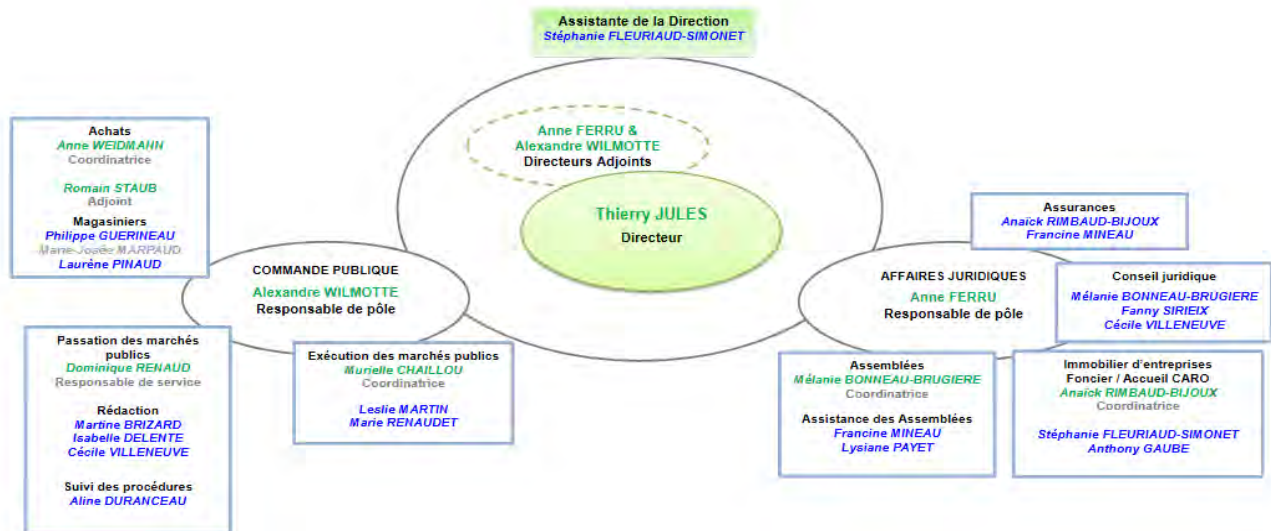 Assistante de la Direction
Stéphanie FLEURIAUD-SIMONET
Anne FERRU &
Alexandre WILMOTTE
Directeurs Adjoints
Thierry JULES
Directeur
Achats
Anne WEIDMAHN
Coordinatrice
Romain STAUB
Adjoint
Magasiniers
Philippe GUERINEAU
Marie-Josée MARPAUD
Laurène PINAUD
COMMANDE PUBLIQUE
Alexandre WILMOTTE
Responsable de pôle
Passation des marchés
publics
Dominique RENAUD
Responsable de service
Rédaction
Martine BRIZARD
Isabelle DELENTE
Cécile VILLENEUVE
Suivi des procédures
Aline DURANCEAU
Exécution des marchés publics
Murielle CHAILLOU
Coordinatrice
Leslie MARTIN
Marie RENAUDET
AFFAIRES JURIDIQUES
Anne FERRU
Responsable de pôle
Assurances
Anaïck RIMBAUD-BIJOUX
Francine MINEAU
Conseil juridique
Mélanie BONNEAU-BRUGIERE
Fanny SIRIEIX
Cécile VILLENEUVE
Assemblées
Mélanie BONNEAU-BRUGIERE
Coordinatrice
Assistance des Assemblées
Francine MINEAU
Lysiane PAYET
Immobilier d'entreprises
Foncier / Accueil CARO
Anaïck RIMBAUD-BIJOUX
Coordinatrice
Stéphanie FLEURIAUD-SIMONET
Anthony GAUBE